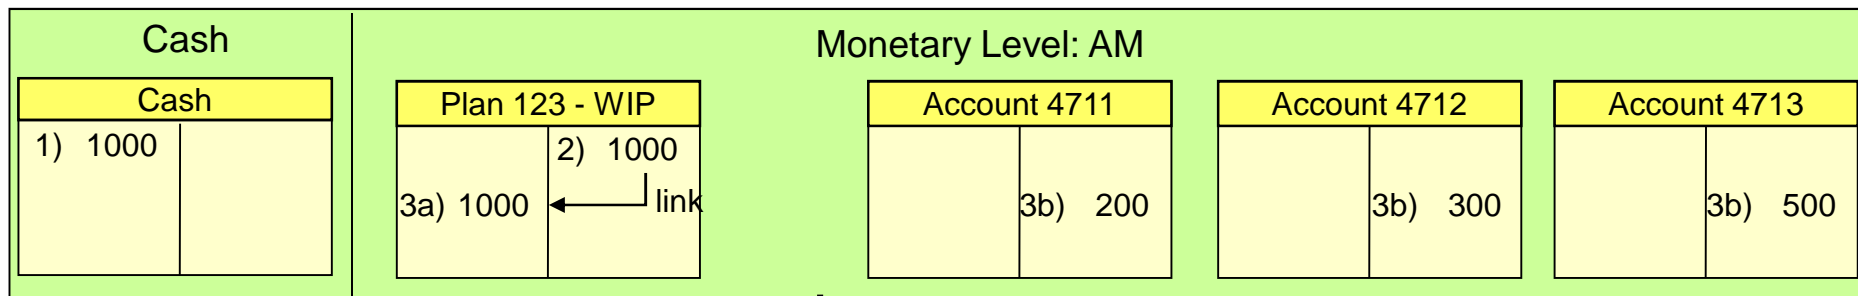 Cash
Monetary Level: AM
Cash
Plan 123 - WIP
Account 4711
Account 4712
Account 4713
1) 1000
2) 1000
link
3a) 1000
3b) 200
3b) 300
3b) 500